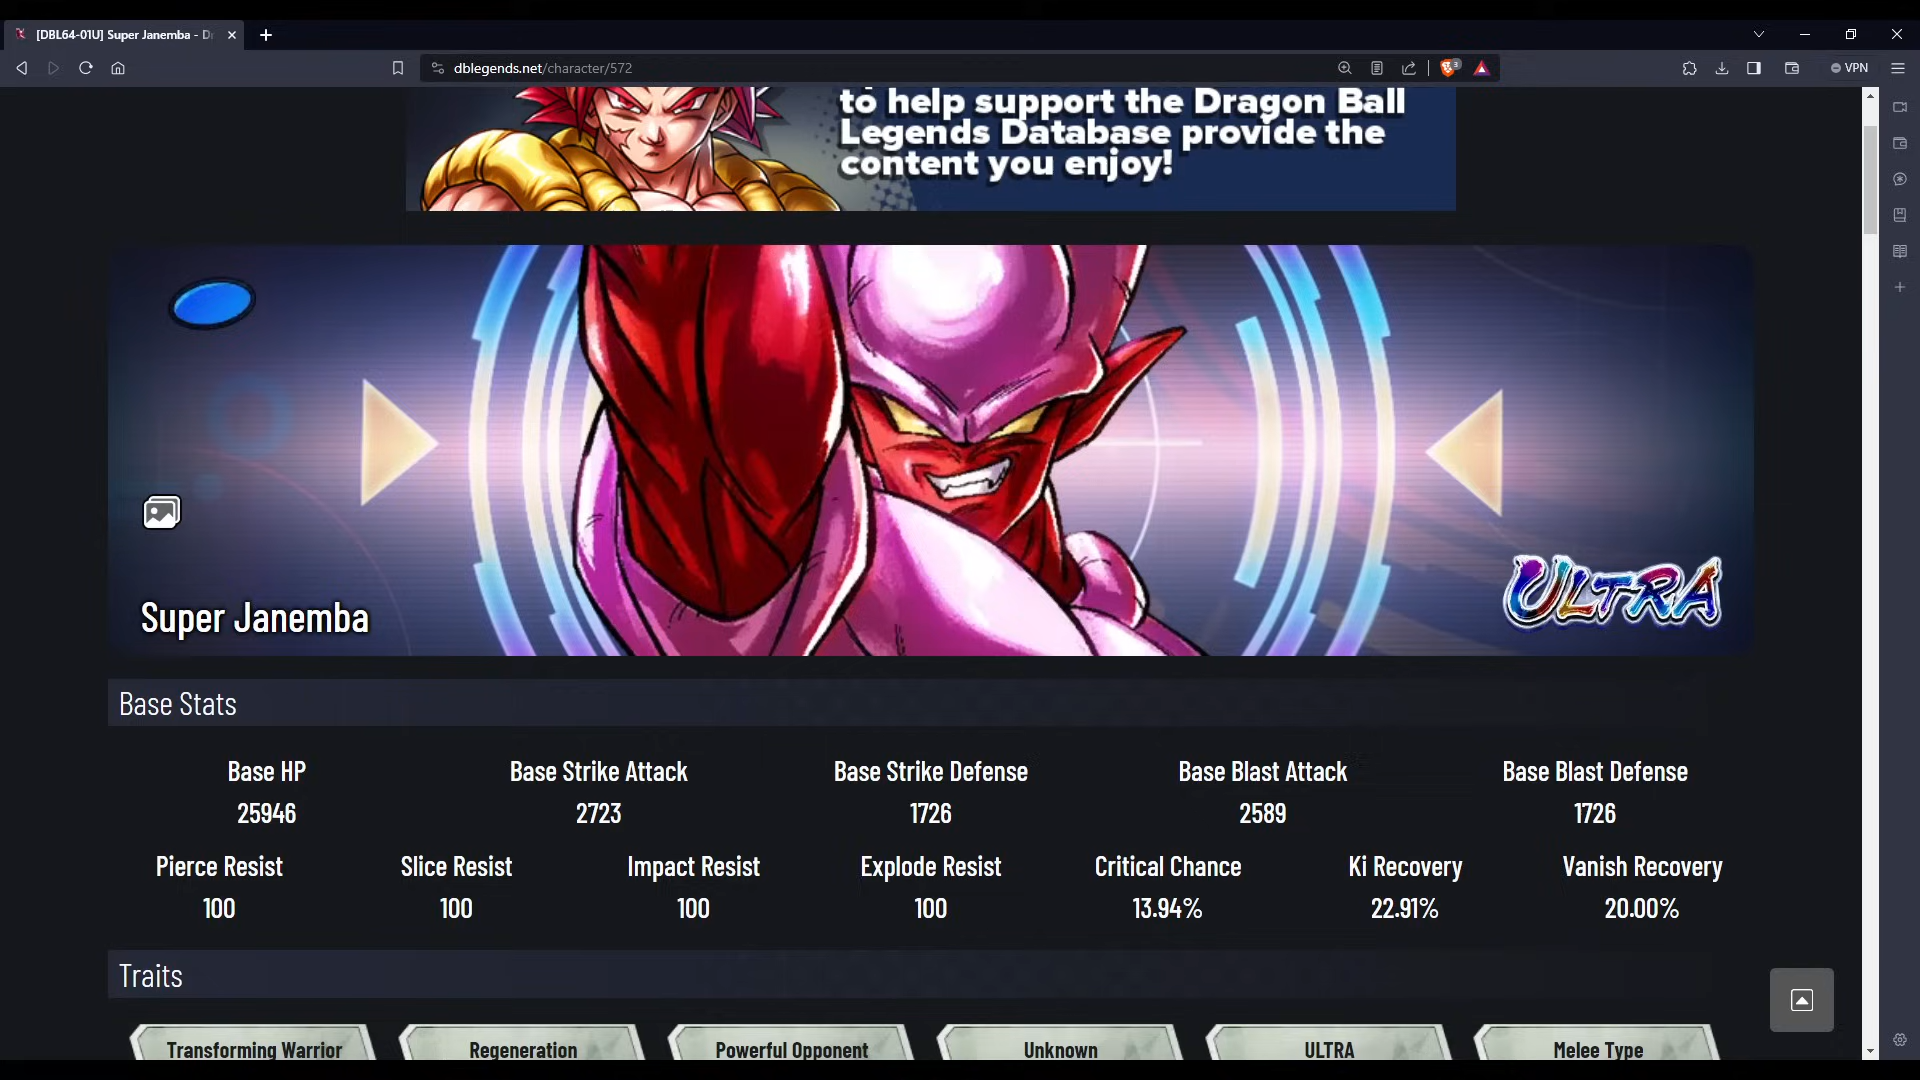 [DBL64-01U] Super Janemba - Dr
dblegends.net/character/572
3
VPN
to help support the Dragon Ball
Legends Database provide the
content you enjoy!
Super Janemba
ULTRA
Base Stats
Base HP
25946
Base Strike Attack
2723
Base Strike Defense
1726
Base Blast Attack
2589
Base Blast Defense
1726
Pierce Resist
100
Slice Resist
100
Impact Resist
100
Explode Resist
100
Critical Chance
13.94%
Ki Recovery
22.91%
Vanish Recovery
20.00%
Traits
Transforming Warrior
Regeneration
Powerful Opponent
Unknown
ULTRA
Melee Type